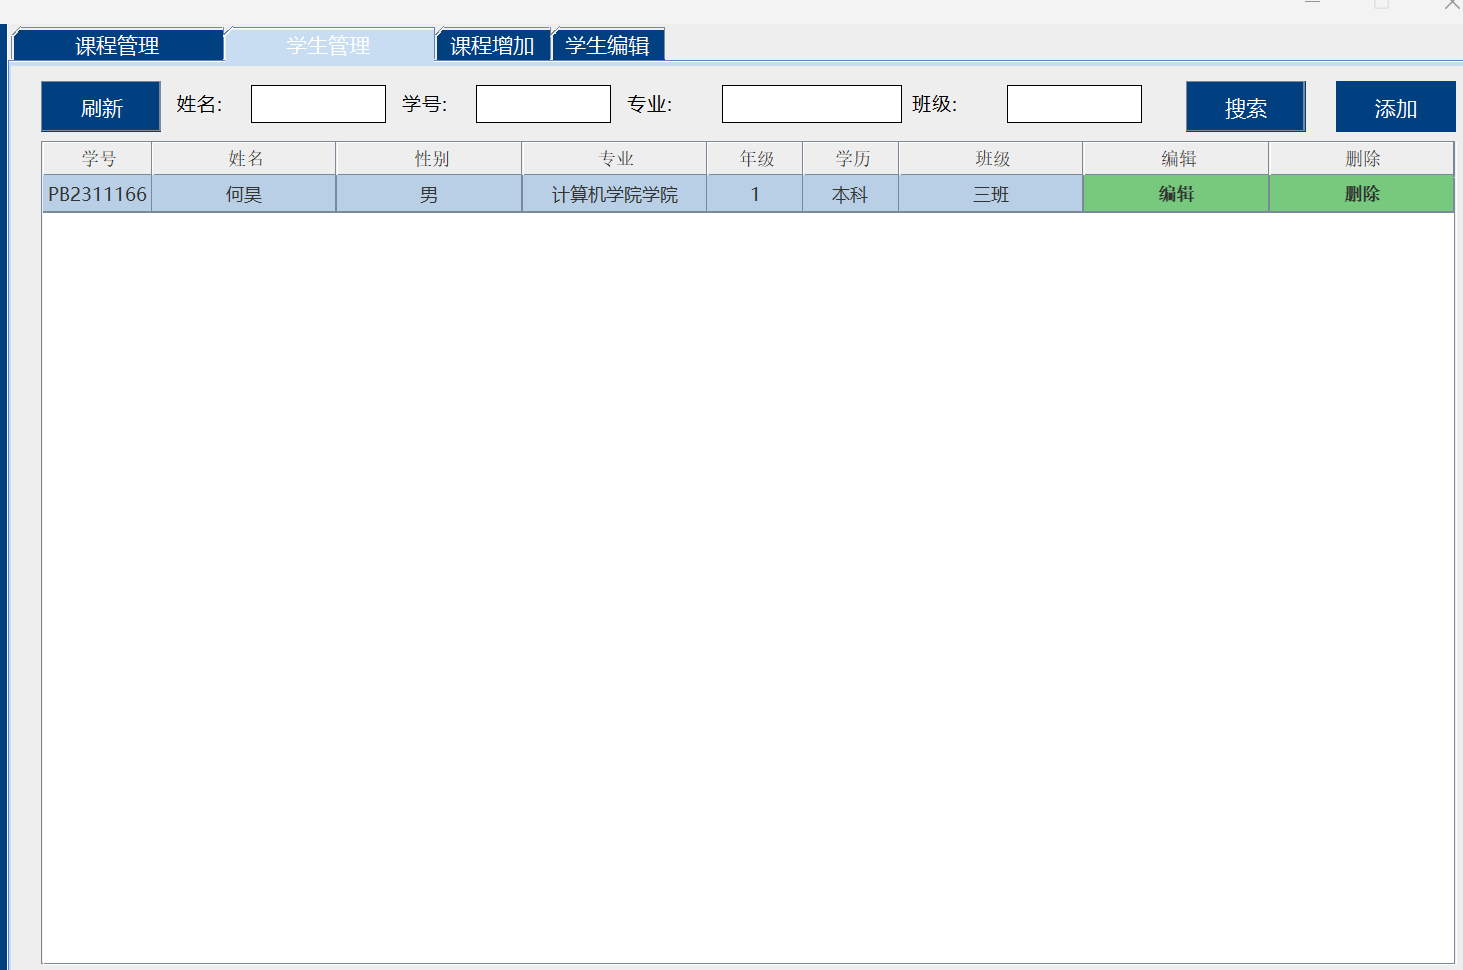 课程管理 学生管理 课程增加 学生编辑
刷新 姓名: 学号: 专业: 班级: 搜索 添加
学号 姓名 性别 专业 年级 学历 班级 编辑 删除
PB2311166 何昊 男 计算机学院学院 1 本科 三班 编辑 删除